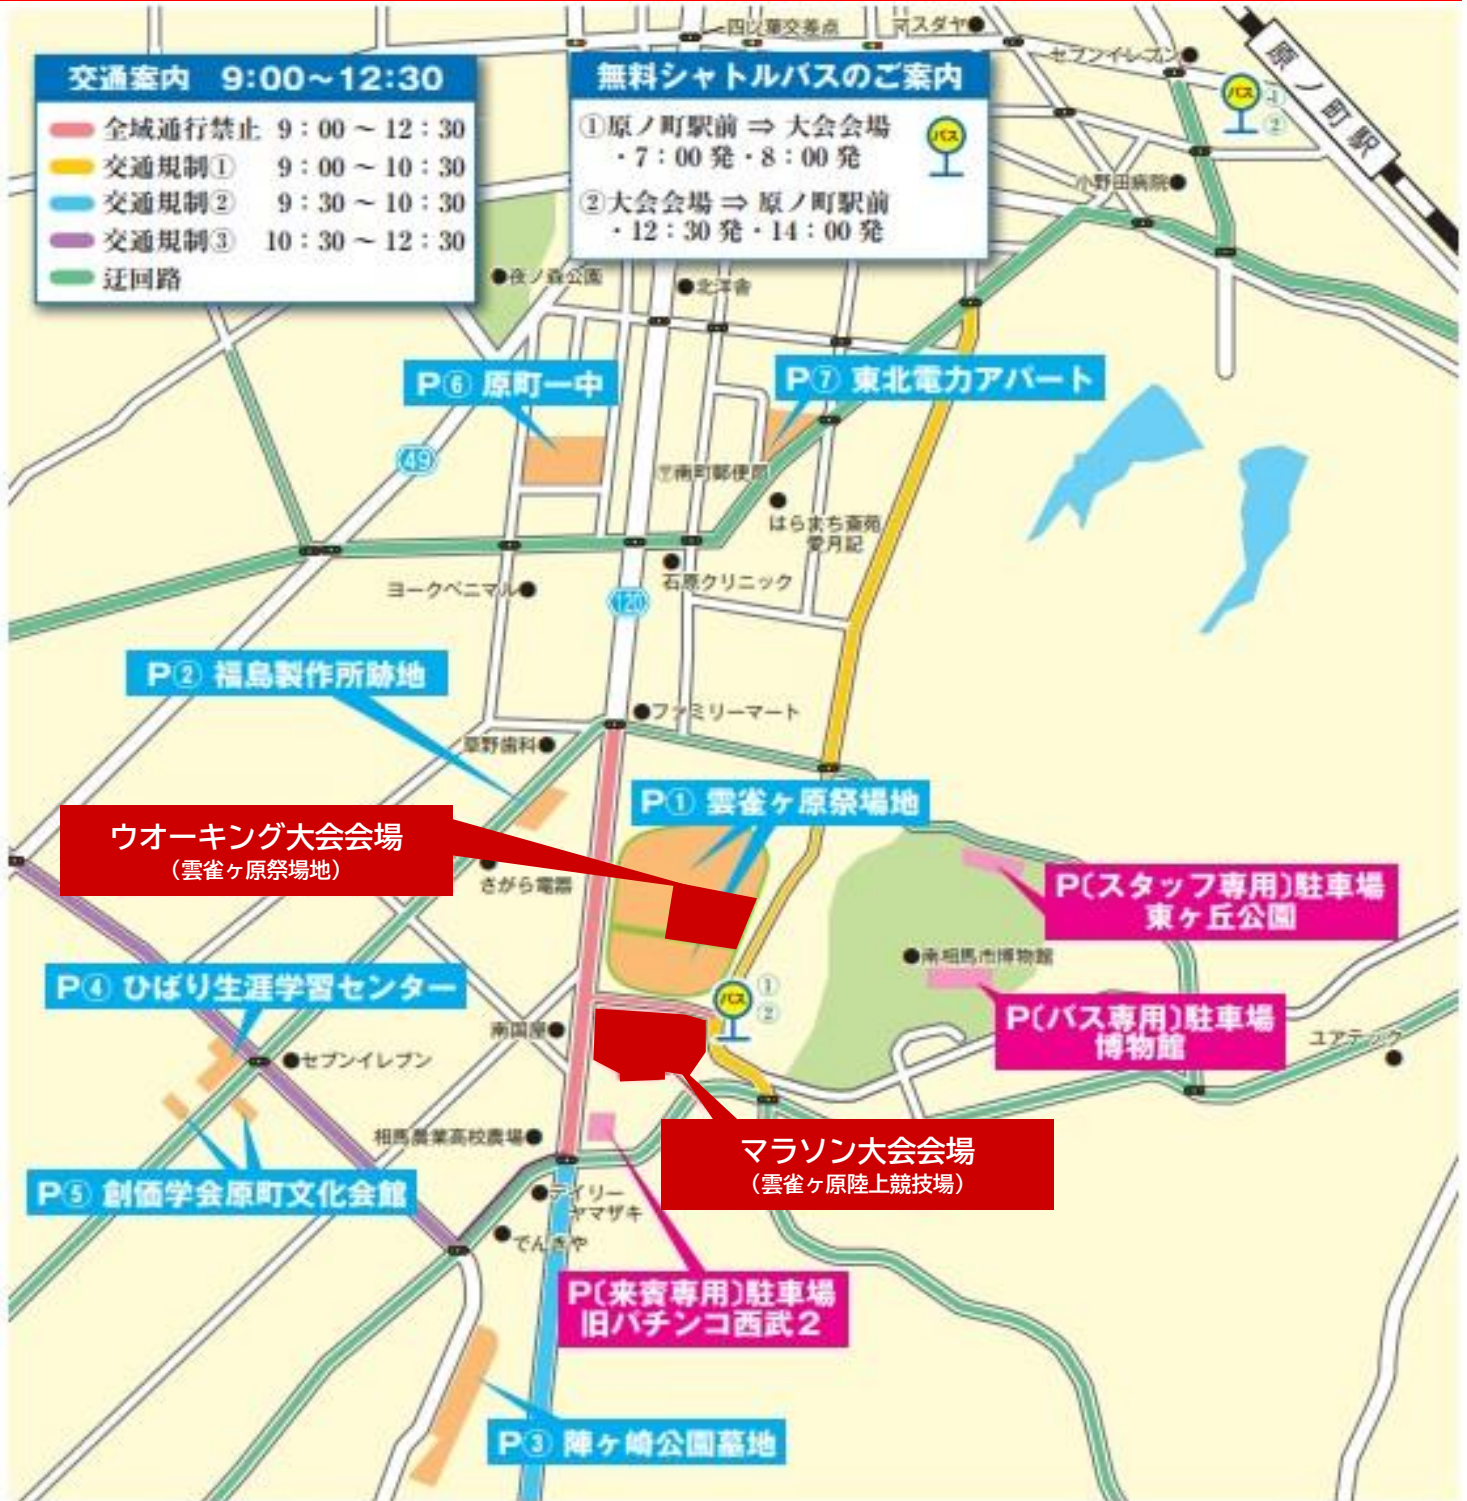 四ツ葉交差点
マスダヤ
セブンイレブン
原ノ町駅
バス
①
②
交通案内　9:00～12:30
全域通行禁止 9：00～12：30
交通規制① 9：00～10：30
交通規制② 9：30～10：30
交通規制③ 10：30～12：30
迂回路
無料シャトルバスのご案内
①原ノ町駅前 ⇒ 大会会場
・7：00 発・8：00 発
②大会会場 ⇒ 原ノ町駅前
・12：30 発・14：00 発
バス
小野田病院
夜ノ森公園
北洋舎
P⑥ 原町一中
P⑦ 東北電力アパート
49
〒南町郵便局
はらまち斎苑
愛月記
ヨークベニマル
石原クリニック
120
P② 福島製作所跡地
ファミリーマート
草野歯科
P① 雲雀ヶ原祭場地
ウオーキング大会会場
（雲雀ヶ原祭場地）
さがら電器
P〔スタッフ専用〕駐車場
東ヶ丘公園
南相馬市博物館
P④ ひばり生涯学習センター
バス
①
②
P〔バス専用〕駐車場
博物館
南国屋
ユアテック
セブンイレブン
相馬農業高校農場
マラソン大会会場
（雲雀ヶ原陸上競技場）
P⑤ 創価学会原町文化会館
デイリー
ヤマザキ
でんきや
P〔来賓専用〕駐車場
旧パチンコ西武2
P③ 陣ヶ崎公園墓地